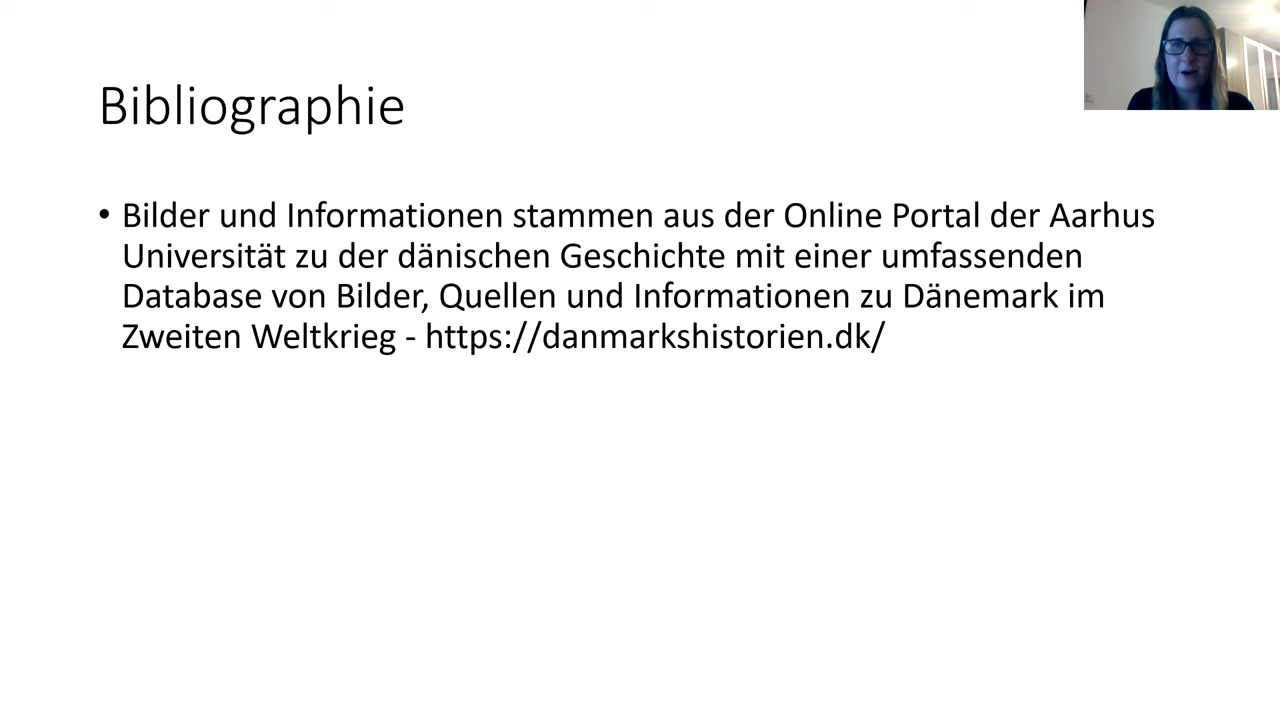 Bibliographie
• Bilder und Informationen stammen aus der Online Portal der Aarhus
Universität zu der dänischen Geschichte mit einer umfassenden
Database von Bilder, Quellen und Informationen zu Dänemark im
Zweiten Weltkrieg - https://danmarkshistorien.dk/